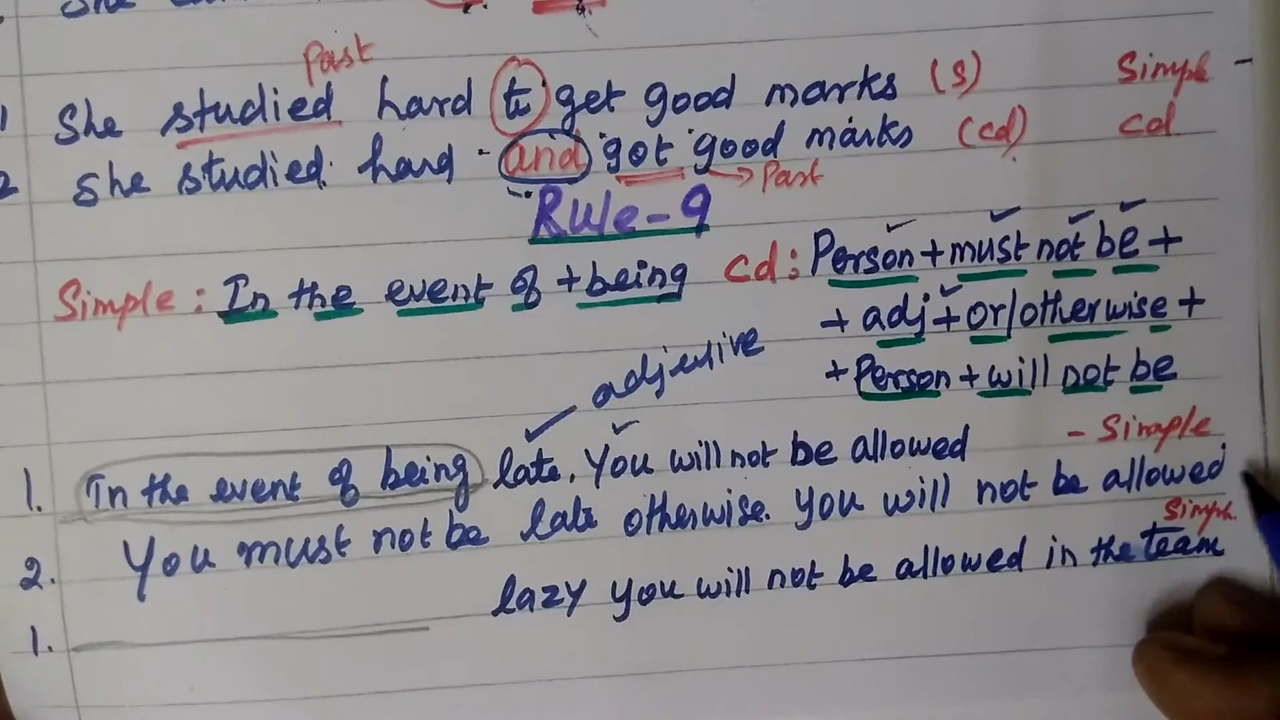 Past
1 She studied hard to get good marks (s) Simple -
2 She studied hard and got good marks (cd) cd
→ Past
Rule-9
Simple: In the event of + being cd: Person + must not be +
+ adj + or/otherwise +
adjective
+ Person + will not be
1. In the event of being late, You will not be allowed - Simple
2. You must not be late otherwise. you will not be allowed
Simple
1. lazy you will not be allowed in the team